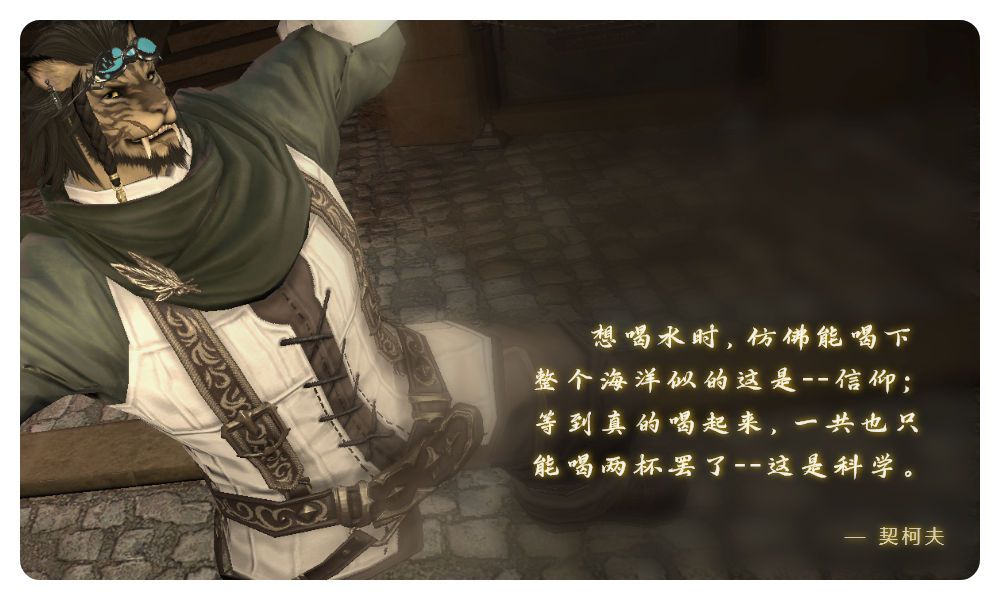 想喝水时，仿佛能喝下
整个海洋似的这是--信仰；
等到真的喝起来，一共也只
能喝两杯罢了--这是科学。
— 契柯夫